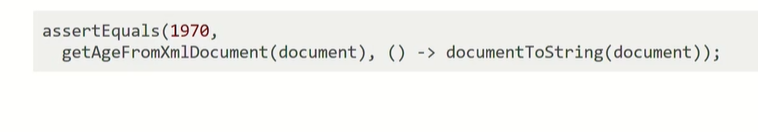 assertEquals(1970,
getAgeFromXmlDocument(document), () -> documentToString(document));